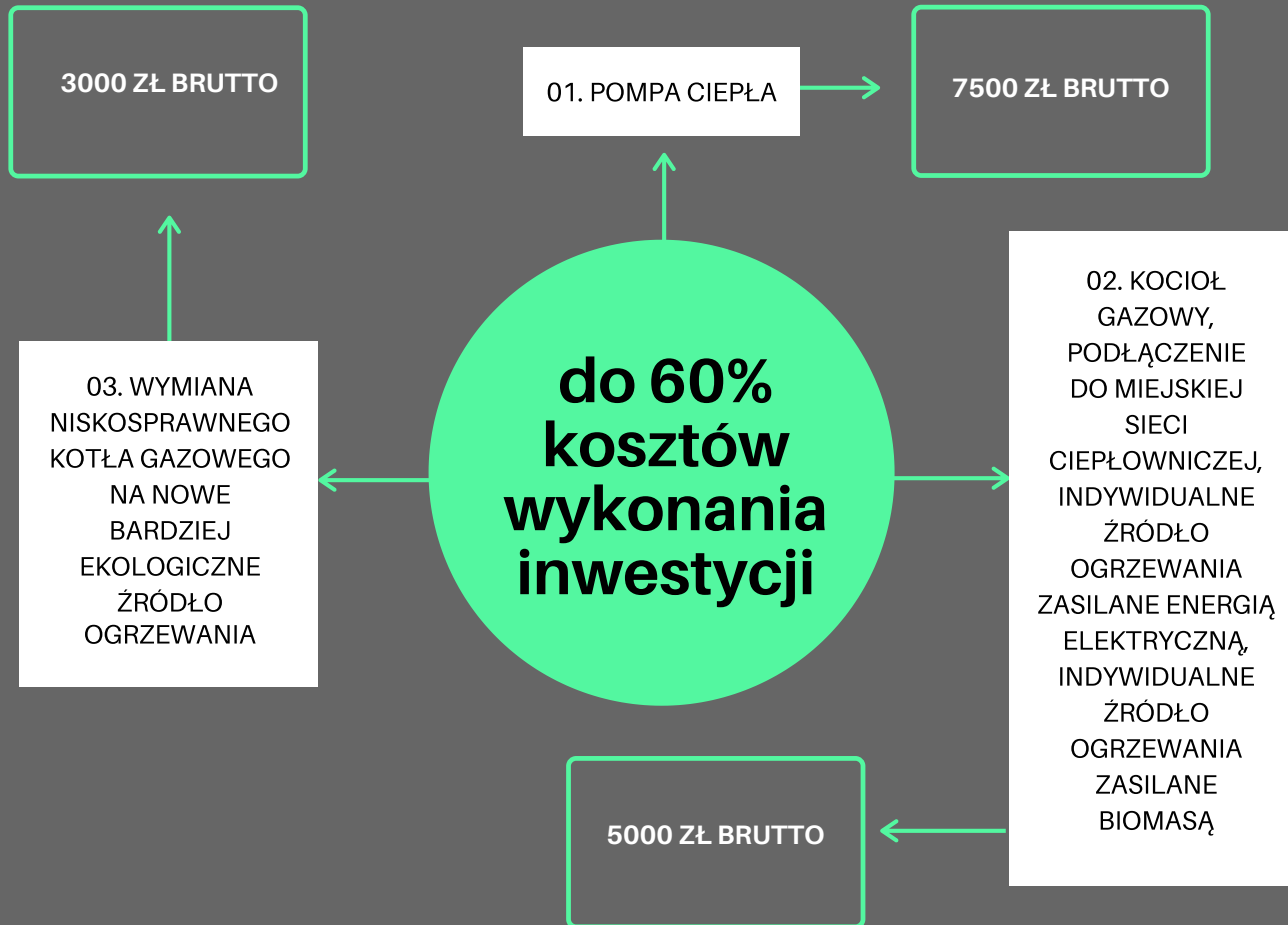 3000 ZŁ BRUTTO
01. POMPA CIEPŁA
7500 ZŁ BRUTTO
do 60%
kosztów
wykonania
inwestycji
02. KOCIOŁ
GAZOWY,
PODŁĄCZENIE
DO MIEJSKIEJ
SIECI
CIEPŁOWNICZEJ,
INDYWIDUALNE
ŹRÓDŁO
OGRZEWANIA
ZASILANE ENERGIĄ
ELEKTRYCZNĄ,
INDYWIDUALNE
ŹRÓDŁO
OGRZEWANIA
ZASILANE
BIOMASĄ
03. WYMIANA
NISKOSPRAWNEGO
KOTŁA GAZOWEGO
NA NOWE
BARDZIEJ
EKOLOGICZNE
ŹRÓDŁO
OGRZEWANIA
5000 ZŁ BRUTTO